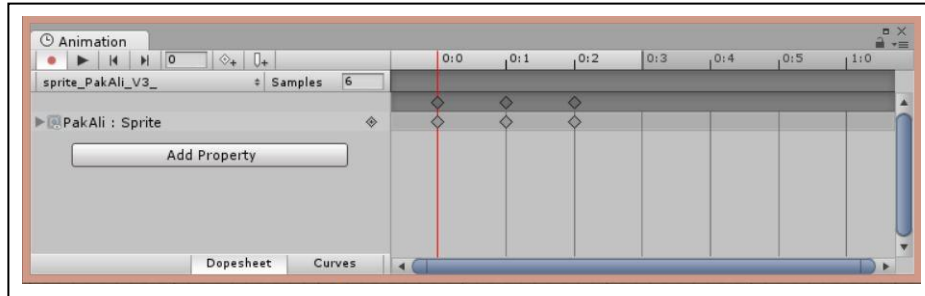 Animation
0
0:0 0:1 0:2 0:3 0:4 0:5 1:0
sprite_PakAli_V3_ Samples 6
PakAli : Sprite
Add Property
Dopesheet Curves